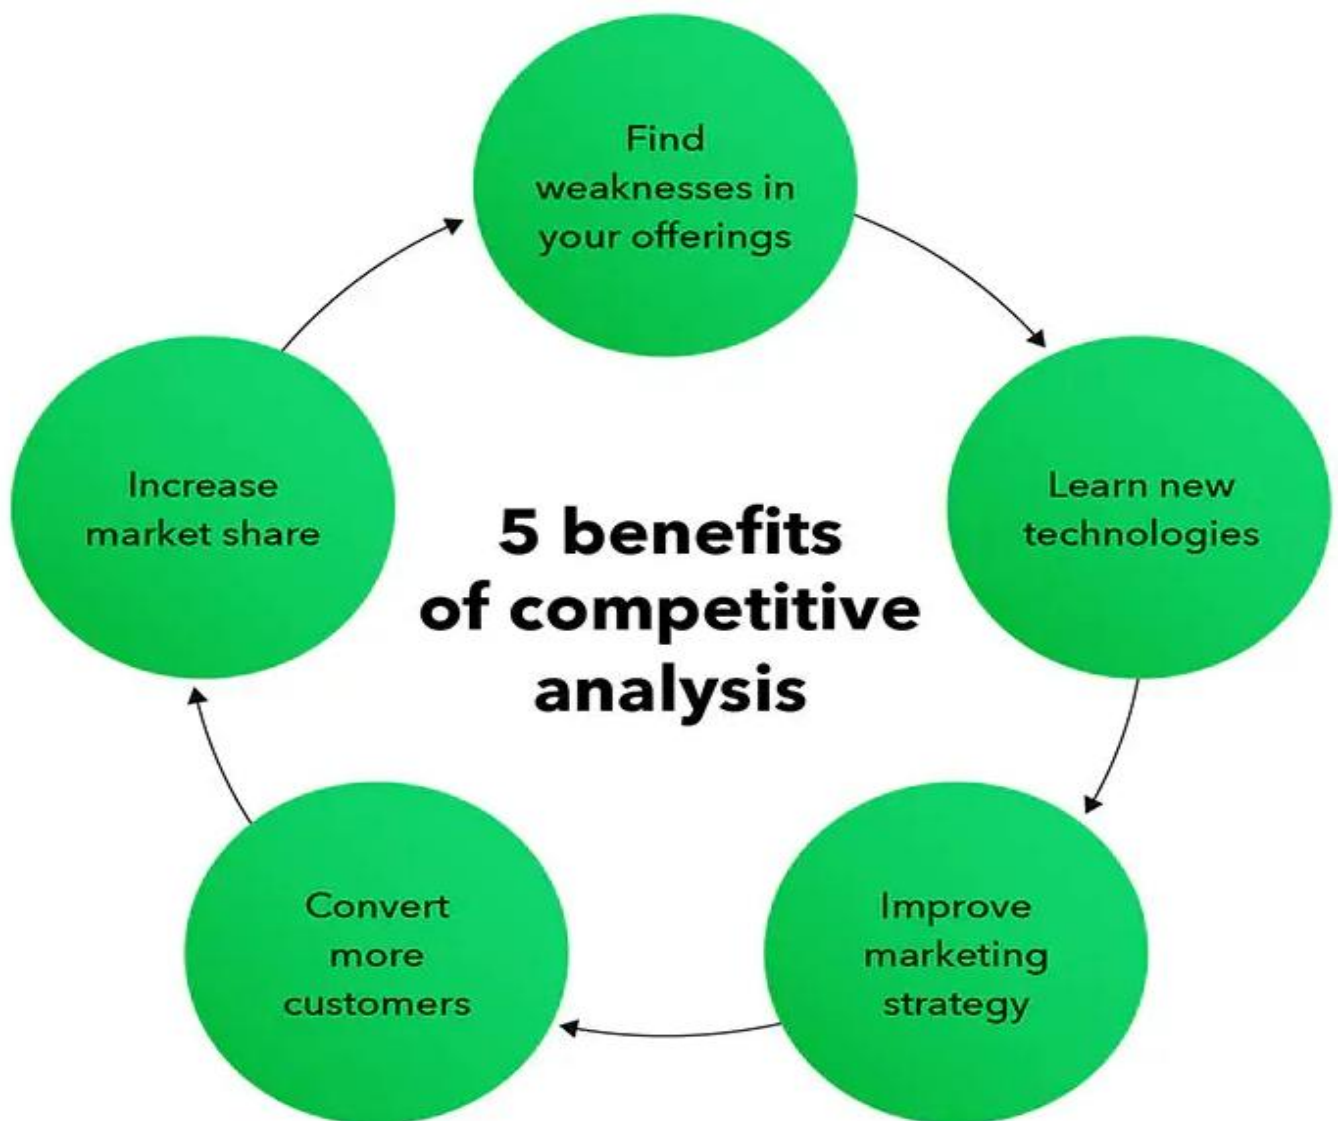 Find
weaknesses in
your offerings
Learn new
technologies
Improve
marketing
strategy
Convert
more
customers
Increase
market share
5 benefits
of competitive
analysis